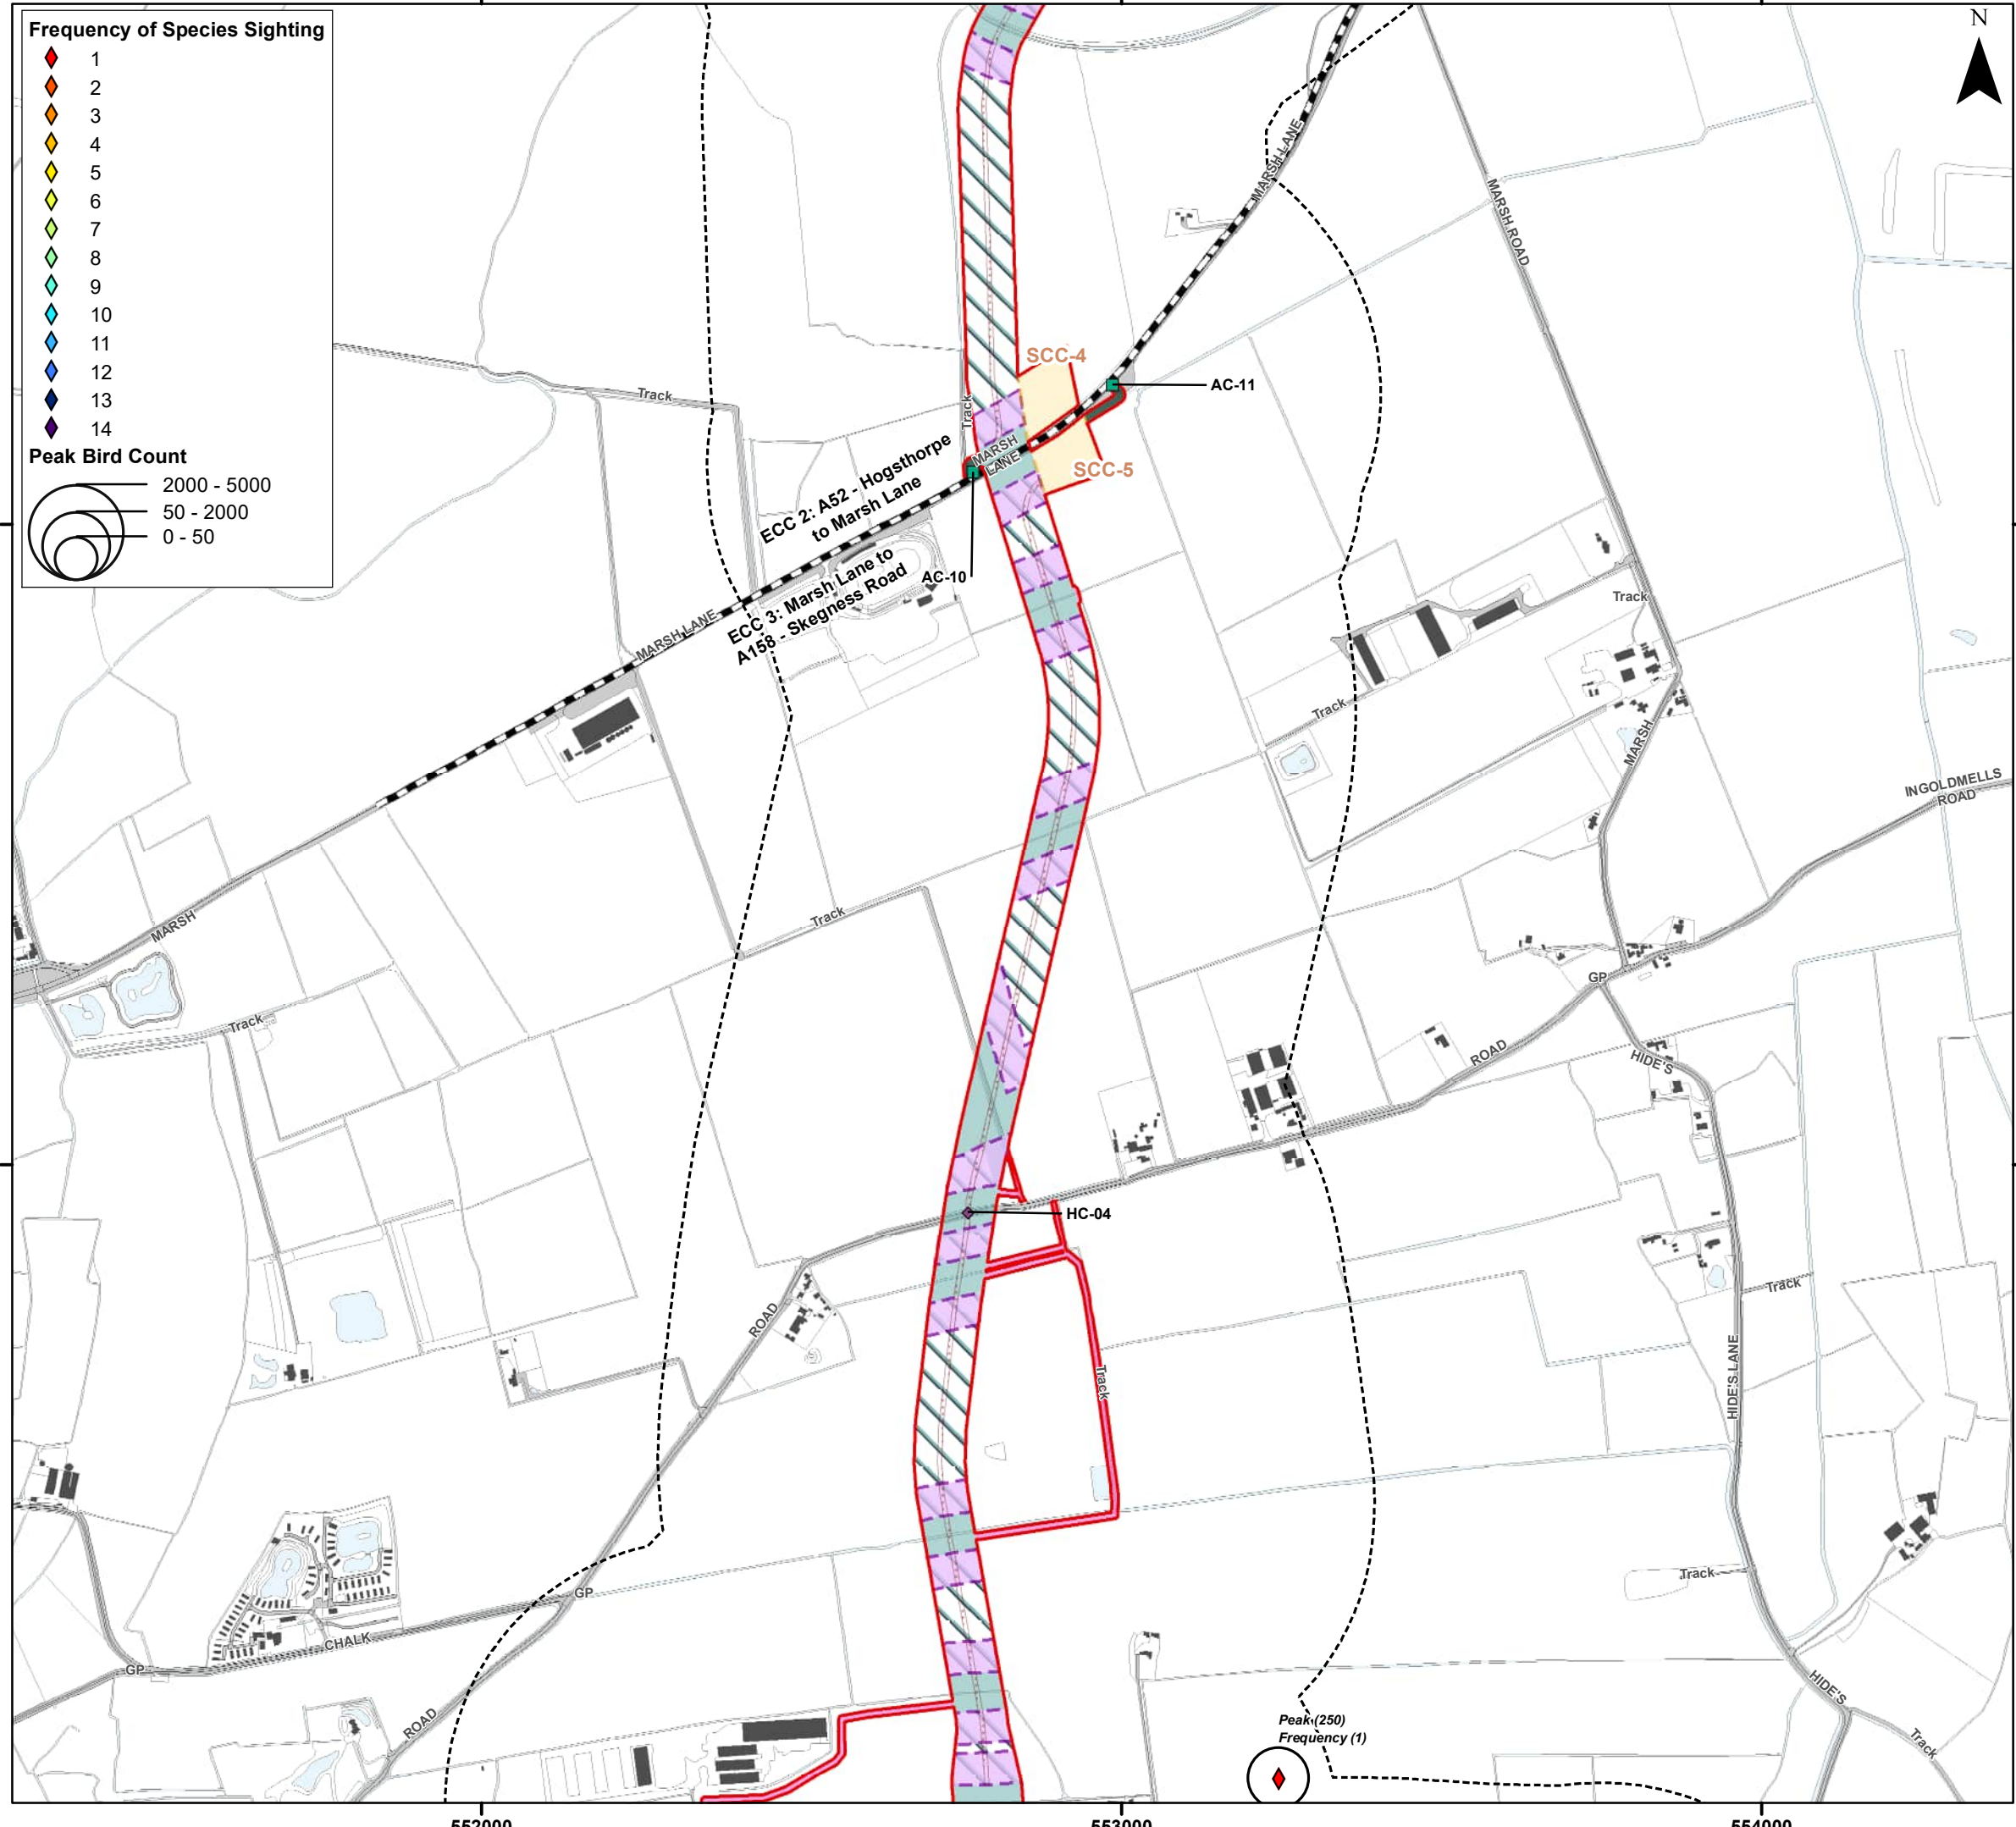 Frequency of Species Sighting
1
2
3
4
5
6
7
8
9
10
11
12
13
14
Peak Bird Count
2000 - 5000
50 - 2000
0 - 50
N
MARSH LANE
MARSH ROAD
SCC-4
AC-11
Track
Track
MARSH
LANE
SCC-5
ECC 2: A52 - Hogsthorpe
to Marsh Lane
AC-10
ECC 3: Marsh Lane to
A158 - Skegness Road
MARSH LANE
Track
Track
MARSH
INGOLDMELLS
ROAD
Track
MARSH
GP
Track
ROAD
HIDE'S
HC-04
Track
ROAD
Track
HIDE'S LANE
Track
GP
CHALK
GP
HIDE'S
ROAD
Track
Peak (250)
Frequency (1)
552000
553000
554000